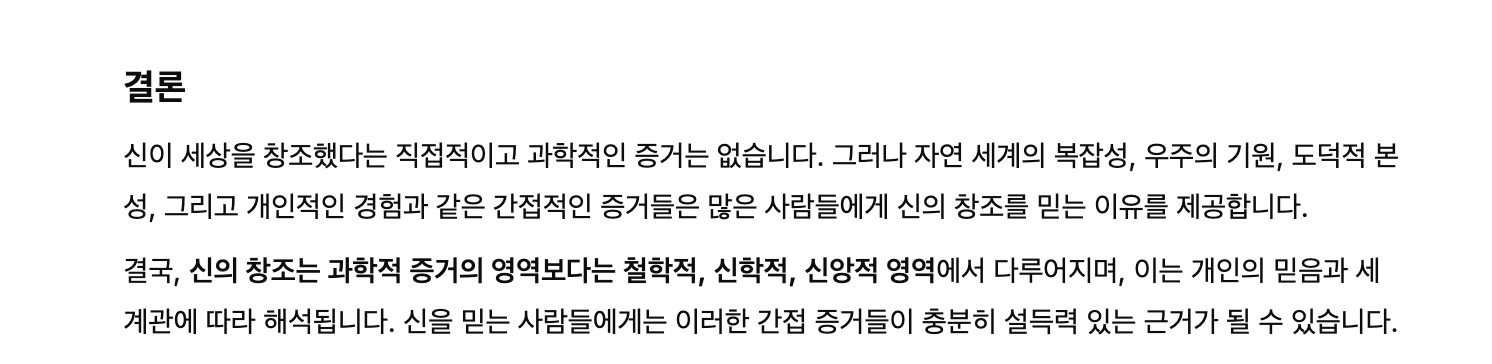 결론
신이 세상을 창조했다는 직접적이고 과학적인 증거는 없습니다. 그러나 자연 세계의 복잡성, 우주의 기원, 도덕적 본
성, 그리고 개인적인 경험과 같은 간접적인 증거들은 많은 사람들에게 신의 창조를 믿는 이유를 제공합니다.
결국, 신의 창조는 과학적 증거의 영역보다는 철학적, 신학적, 신앙적 영역에서 다루어지며, 이는 개인의 믿음과 세
계관에 따라 해석됩니다. 신을 믿는 사람들에게는 이러한 간접 증거들이 충분히 설득력 있는 근거가 될 수 있습니다.